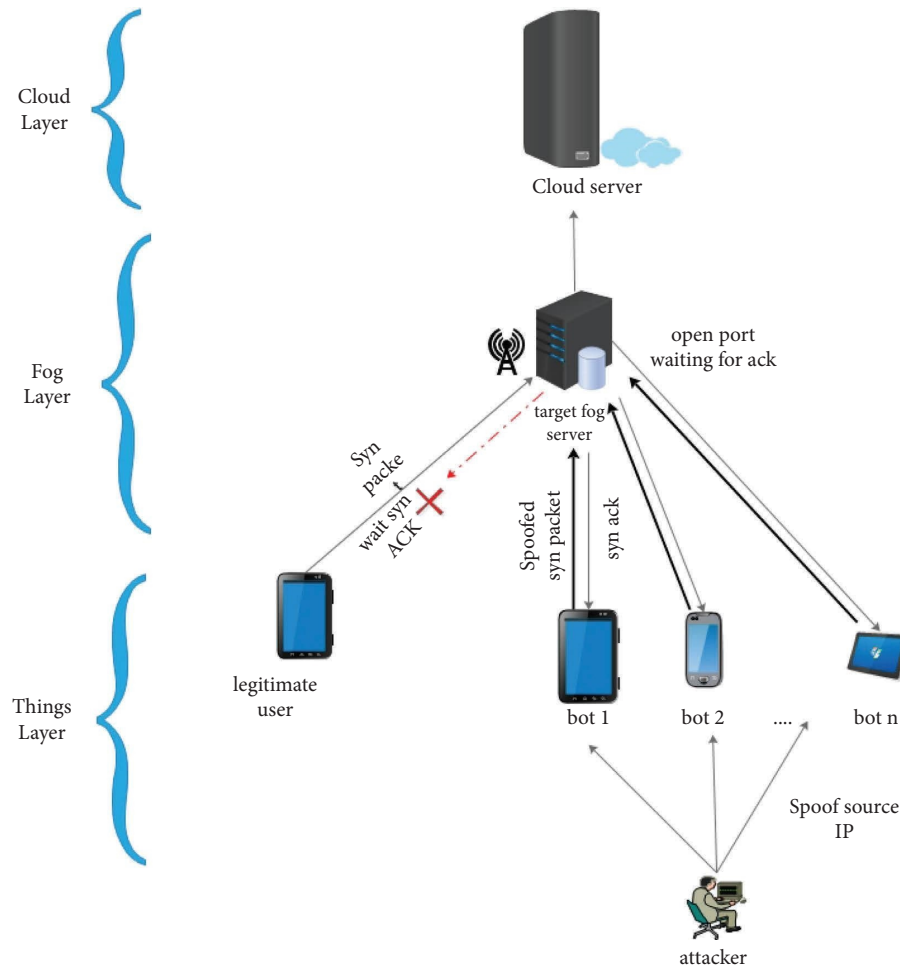 Cloud
Layer
Cloud server
Fog
Layer
open port
waiting for ack
target fog
server
Syn
packe
wait syn
ACK
Spoofed
syn packet
syn ack
Things
Layer
legitimate
user
bot 1
bot 2
....
bot n
Spoof source
IP
attacker